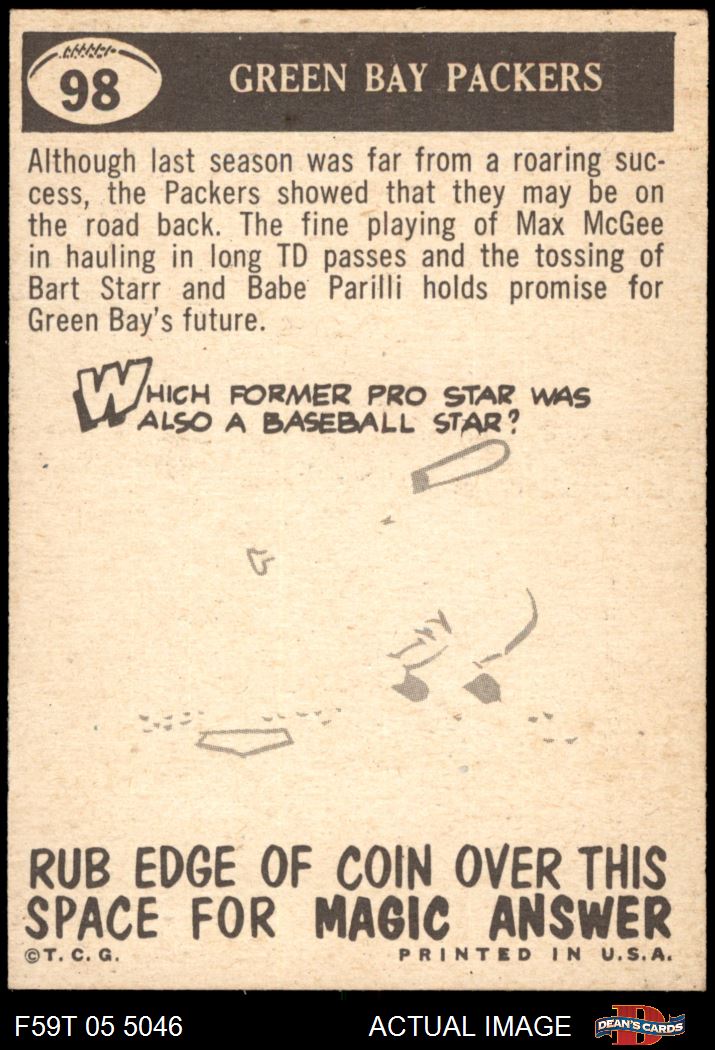 98
GREEN BAY PACKERS
Although last season was far from a roaring suc-
cess, the Packers showed that they may be on
the road back. The fine playing of Max McGee
in hauling in long TD passes and the tossing of
Bart Starr and Babe Parilli holds promise for
Green Bay's future.
WHICH FORMER PRO STAR WAS
ALSO A BASEBALL STAR?
RUB EDGE OF COIN OVER THIS
SPACE FOR MAGIC ANSWER
©T. C. G.
PRINTED IN U.S.A.
F59T 05 5046
ACTUAL IMAGE
D
DEAN'S CARDS